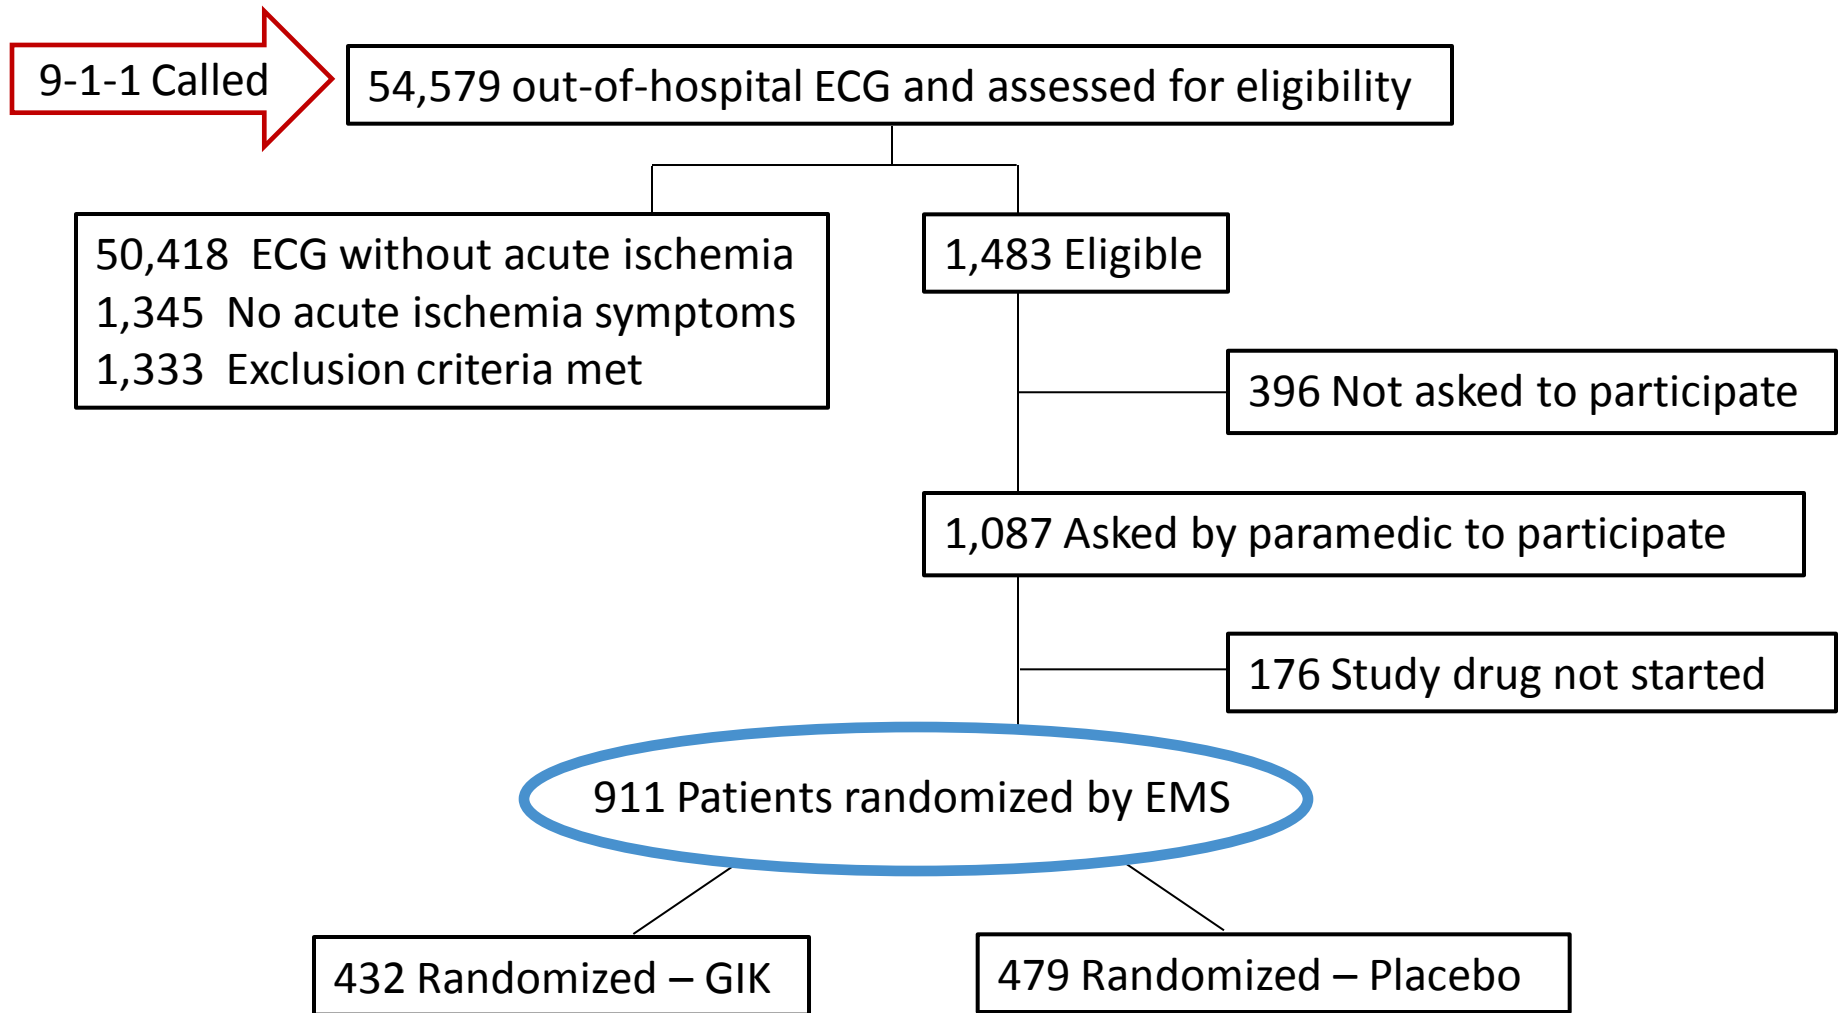 9-1-1 Called
54,579 out-of-hospital ECG and assessed for eligibility
50,418 ECG without acute ischemia
1,345 No acute ischemia symptoms
1,333 Exclusion criteria met
1,483 Eligible
396 Not asked to participate
1,087 Asked by paramedic to participate
176 Study drug not started
911 Patients randomized by EMS
432 Randomized – GIK
479 Randomized – Placebo